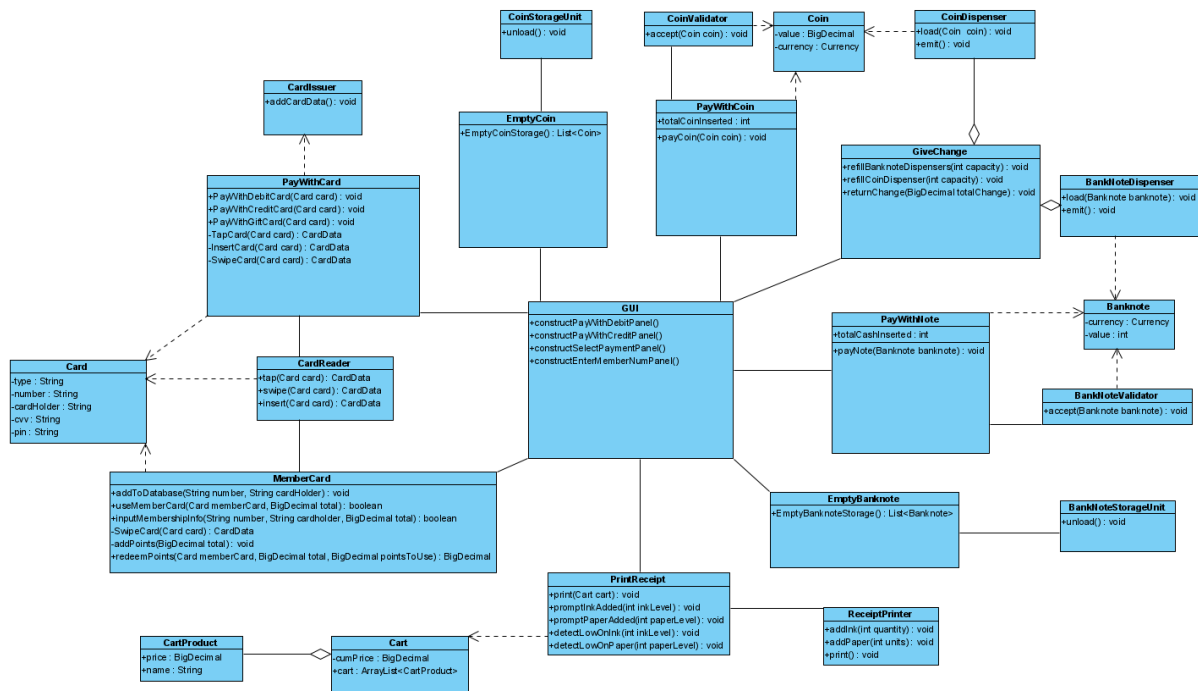 CoinStorageUnit
+unload() : void
CoinValidator
+accept(Coin coin) : void
Coin
-value : BigDecimal
-currency : Currency
CoinDispenser
+load(Coin coin) : void
+emit() : void
CardIssuer
+addCardData() : void
EmptyCoin
+EmptyCoinStorage() : List<Coin>
PayWithCoin
+totalCoinInserted : int
+payCoin(Coin coin) : void
GiveChange
+refillBanknoteDispensers(int capacity) : void
+refillCoinDispenser(int capacity) : void
+returnChange(BigDecimal totalChange) : void
BankNoteDispenser
+load(Banknote banknote) : void
+emit() : void
PayWithCard
+PayWithDebitCard(Card card) : void
+PayWithCreditCard(Card card) : void
+PayWithGiftCard(Card card) : void
-TapCard(Card card) : CardData
-InsertCard(Card card) : CardData
-SwipeCard(Card card) : CardData
GUI
+constructPayWithDebitPanel()
+constructPayWithCreditPanel()
+constructSelectPaymentPanel()
+constructEnterMemberNumPanel()
PayWithNote
+totalCashInserted : int
+payNote(Banknote banknote) : void
Banknote
-currency : Currency
-value : int
Card
-type : String
-number : String
-cardHolder : String
-cvv : String
-pin : String
CardReader
+tap(Card card) : CardData
+swipe(Card card) : CardData
+insert(Card card) : CardData
BankNoteValidator
+accept(Banknote banknote) : void
MemberCard
+addToDatabase(String number, String cardHolder) : void
+useMemberCard(Card memberCard, BigDecimal total) : boolean
+inputMembershipInfo(String number, String cardholder, BigDecimal total) : boolean
-SwipeCard(Card card) : CardData
-addPoints(BigDecimal total) : void
+redeemPoints(Card memberCard, BigDecimal total, BigDecimal pointsToUse) : BigDecimal
EmptyBanknote
+EmptyBanknoteStorage() : List<Banknote>
BankNoteStorageUnit
+unload() : void
PrintReceipt
+print(Cart cart) : void
+promptInkAdded(int inkLevel) : void
+promptPaperAdded(int paperLevel) : void
+detectLowOnInk(int inkLevel) : void
+detectLowOnPaper(int paperLevel) : void
ReceiptPrinter
+addInk(int quantity) : void
+addPaper(int units) : void
+print() : void
CartProduct
+price : BigDecimal
+name : String
Cart
-cumPrice : BigDecimal
+cart : ArrayList<CartProduct>